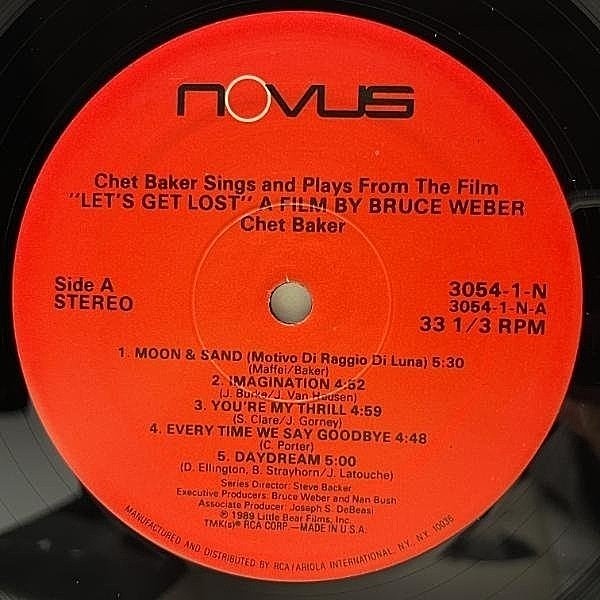 NOVUS
Chet Baker Sings and Plays From The Film
"LET'S GET LOST" A FILM BY BRUCE WEBER
Chet Baker
Side A
STEREO
3054-1-N
3054-1-N-A
33 1/3 RPM
1. MOON & SAND (Motivo Di Raggio Di Luna) 5:30
(Maffei/Baker)
2. IMAGINATION 4:52
(J. Burke/J. Van Heusen)
3. YOU'RE MY THRILL 4:59
(S. Clare/J. Gorney)
4. EVERY TIME WE SAY GOODBYE 4:48
(C. Porter)
5. DAYDREAM 5:00
(D. Ellington, B. Strayhorn/J. Latouche)
Series Director: Steve Backer
Executive Producers: Bruce Weber and Nan Bush
Associate Producer: Joseph S. DeBeasi
℗ © 1989 Little Bear Films, Inc.
TMK(s)® RCA CORP.—MADE IN U.S.A.
MANUFACTURED AND DISTRIBUTED BY RCA/ARIOLA INTERNATIONAL, NY, NY. 10036